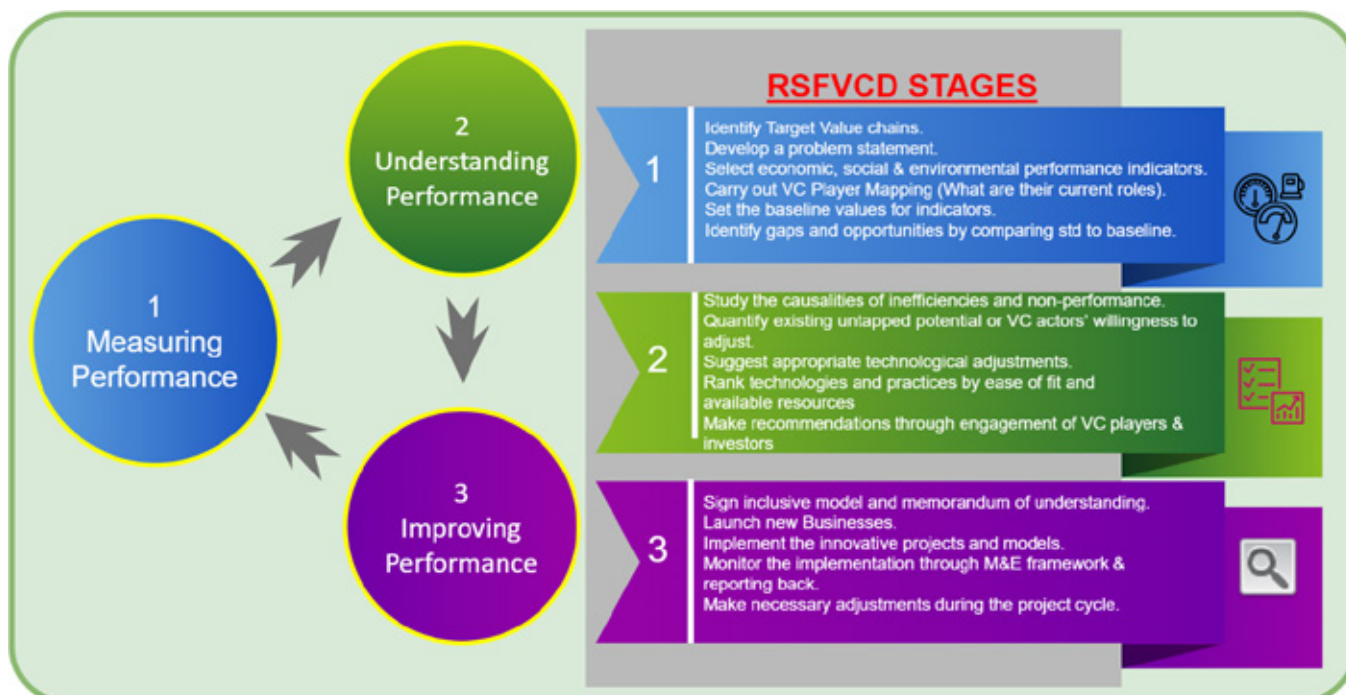 1
Measuring
Performance
2
Understanding
Performance
3
Improving
Performance
RSFVCD STAGES
1
Identify Target Value chains.
Develop a problem statement.
Select economic, social & environmental performance indicators.
Carry out VC Player Mapping (What are their current roles).
Set the baseline values for indicators.
Identify gaps and opportunities by comparing std to baseline.
2
Study the causalities of inefficiencies and non-performance.
Quantify existing untapped potential or VC actors' willingness to
adjust.
Suggest appropriate technological adjustments.
Rank technologies and practices by ease of fit and
available resources
Make recommendations through engagement of VC players &
investors
3
Sign inclusive model and memorandum of understanding.
Launch new Businesses.
Implement the innovative projects and models.
Monitor the implementation through M&E framework &
reporting back.
Make necessary adjustments during the project cycle.